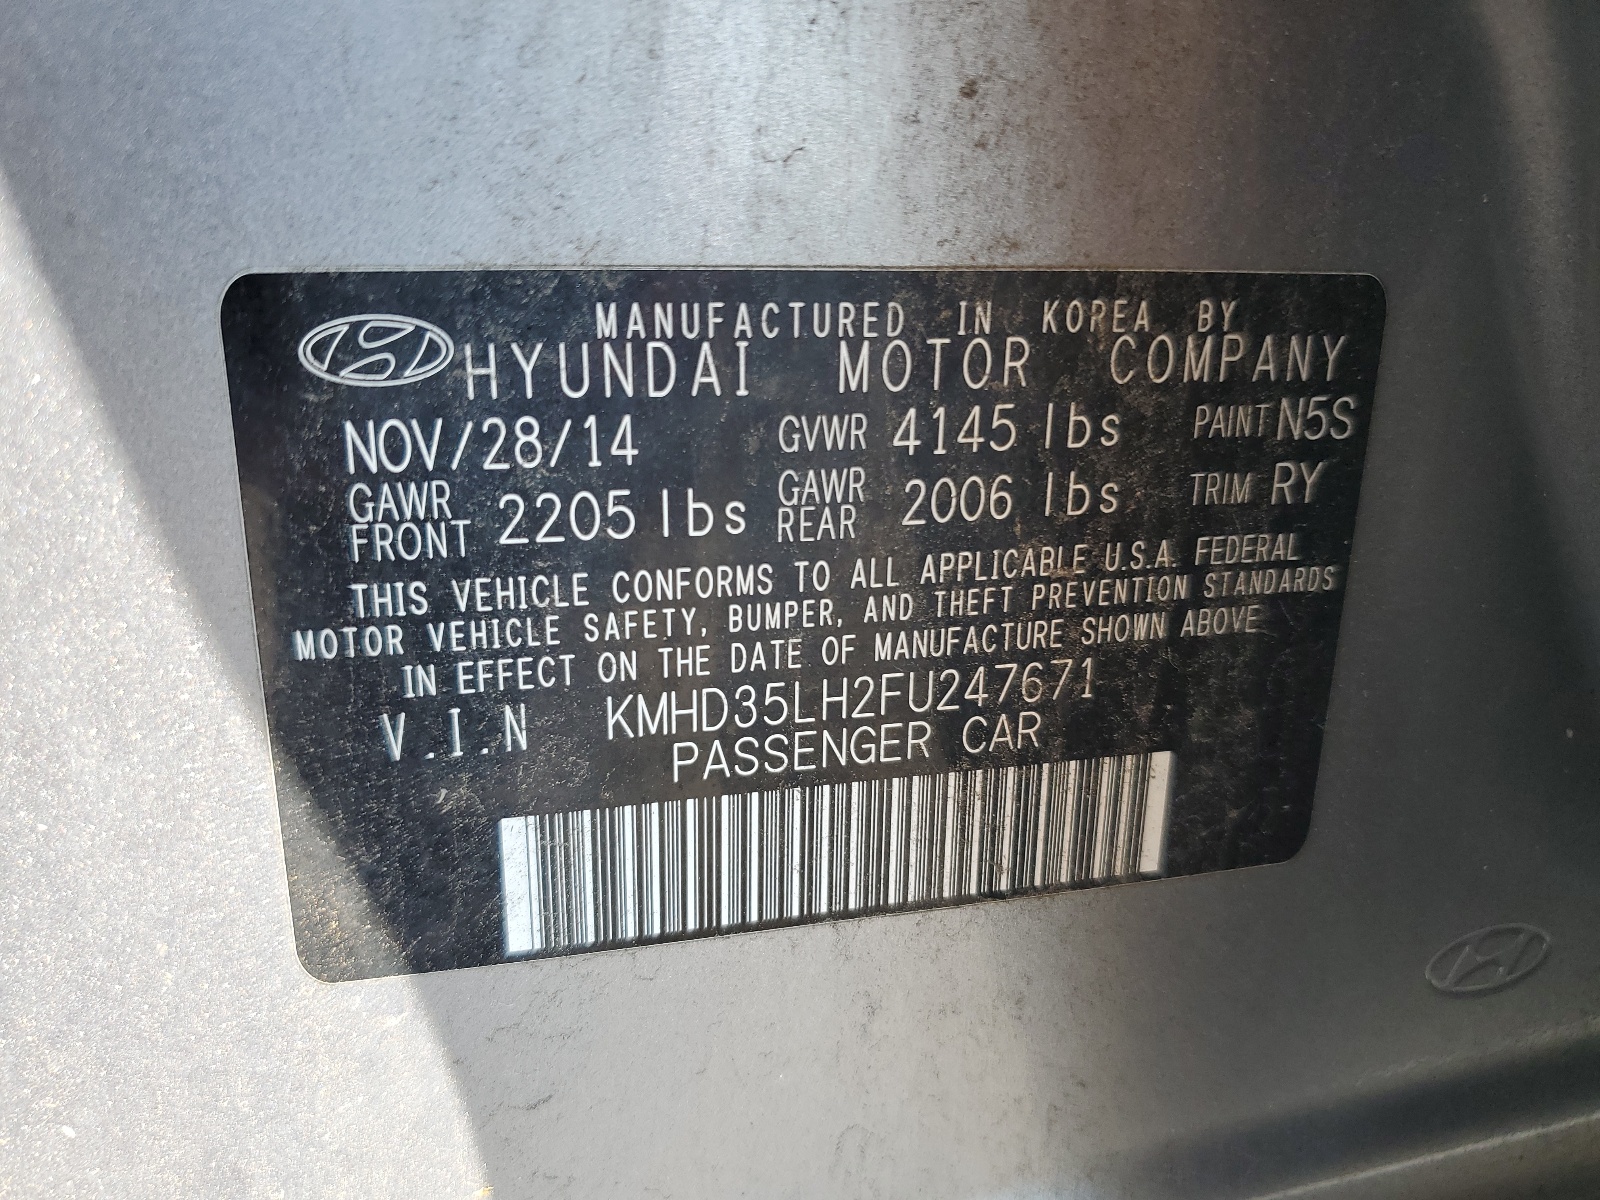 MANUFACTURED IN KOREA BY
HYUNDAI MOTOR COMPANY
NOV/28/14 GVWR 4145 lbs PAINT N5S
GAWR FRONT 2205 lbs GAWR REAR 2006 lbs TRIM RY
THIS VEHICLE CONFORMS TO ALL APPLICABLE U.S.A. FEDERAL
MOTOR VEHICLE SAFETY, BUMPER, AND THEFT PREVENTION STANDARDS
IN EFFECT ON THE DATE OF MANUFACTURE SHOWN ABOVE
V.I.N KMHD35LH2FU247671
PASSENGER CAR